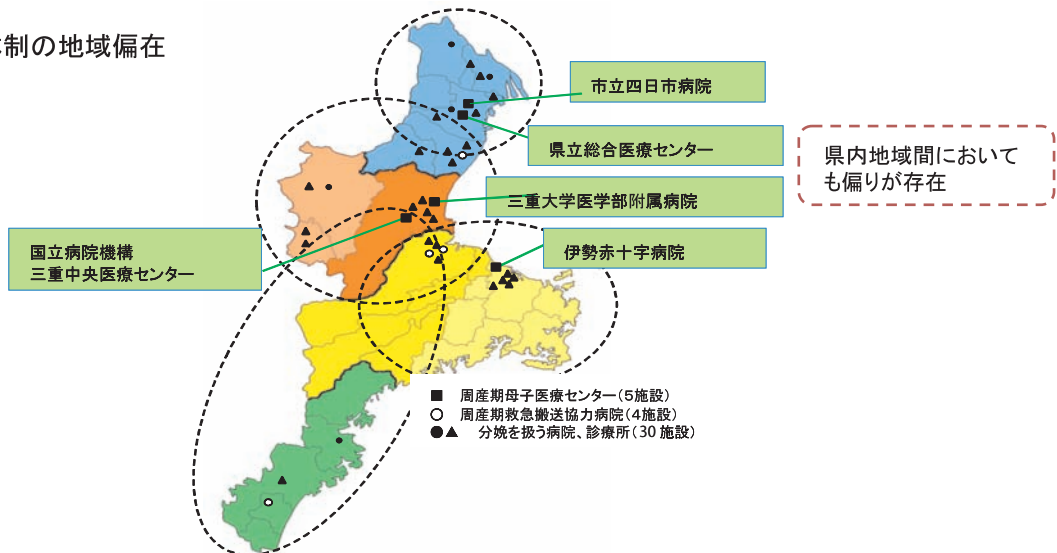 制の地域偏在
市立四日市病院
県立総合医療センター
県内地域間において
も偏りが存在
三重大学医学部附属病院
国立病院機構
三重中央医療センター
伊勢赤十字病院
■ 周産期母子医療センター(5施設)
○ 周産期救急搬送協力病院(4施設)
●▲ 分娩を扱う病院、診療所(30施設)